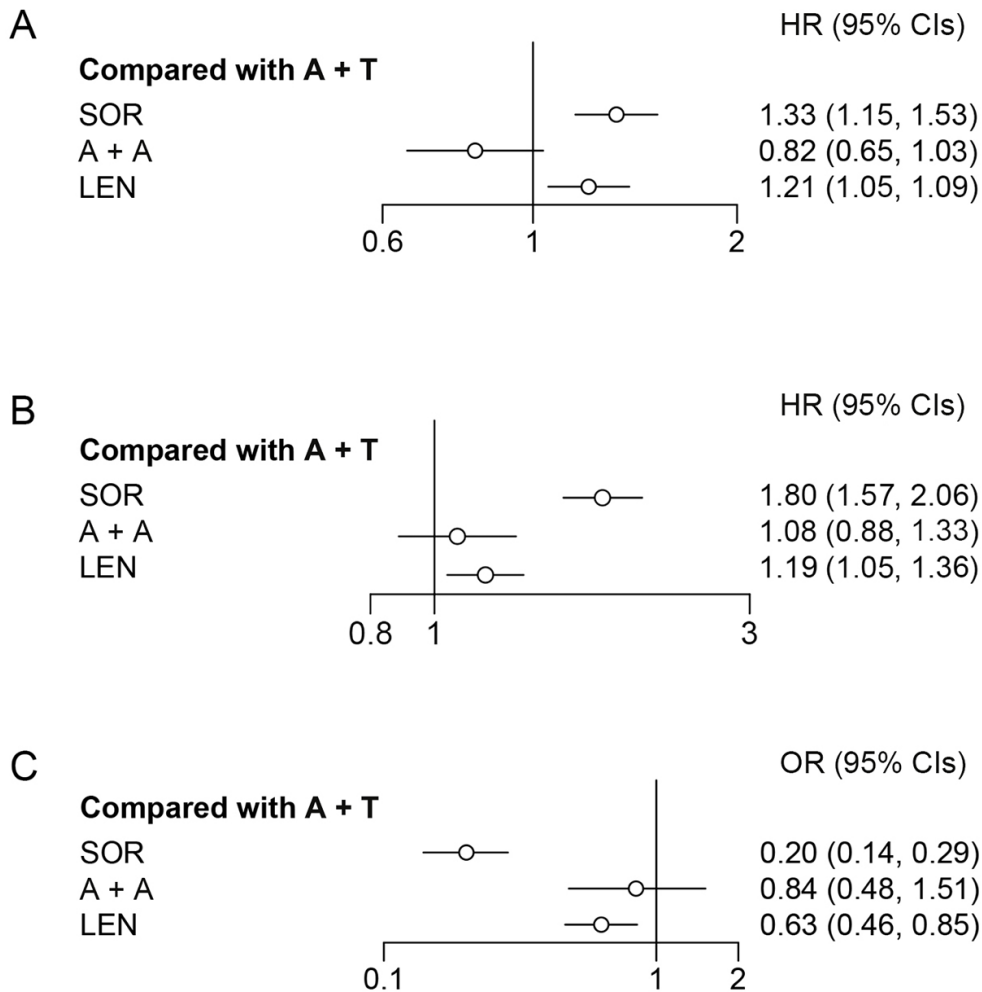 A
HR (95% CIs)
Compared with A + T
SOR 1.33 (1.15, 1.53)
A + A 0.82 (0.65, 1.03)
LEN 1.21 (1.05, 1.09)
0.6 1 2
B
HR (95% CIs)
Compared with A + T
SOR 1.80 (1.57, 2.06)
A + A 1.08 (0.88, 1.33)
LEN 1.19 (1.05, 1.36)
0.8 1 3
C
OR (95% CIs)
Compared with A + T
SOR 0.20 (0.14, 0.29)
A + A 0.84 (0.48, 1.51)
LEN 0.63 (0.46, 0.85)
0.1 1 2